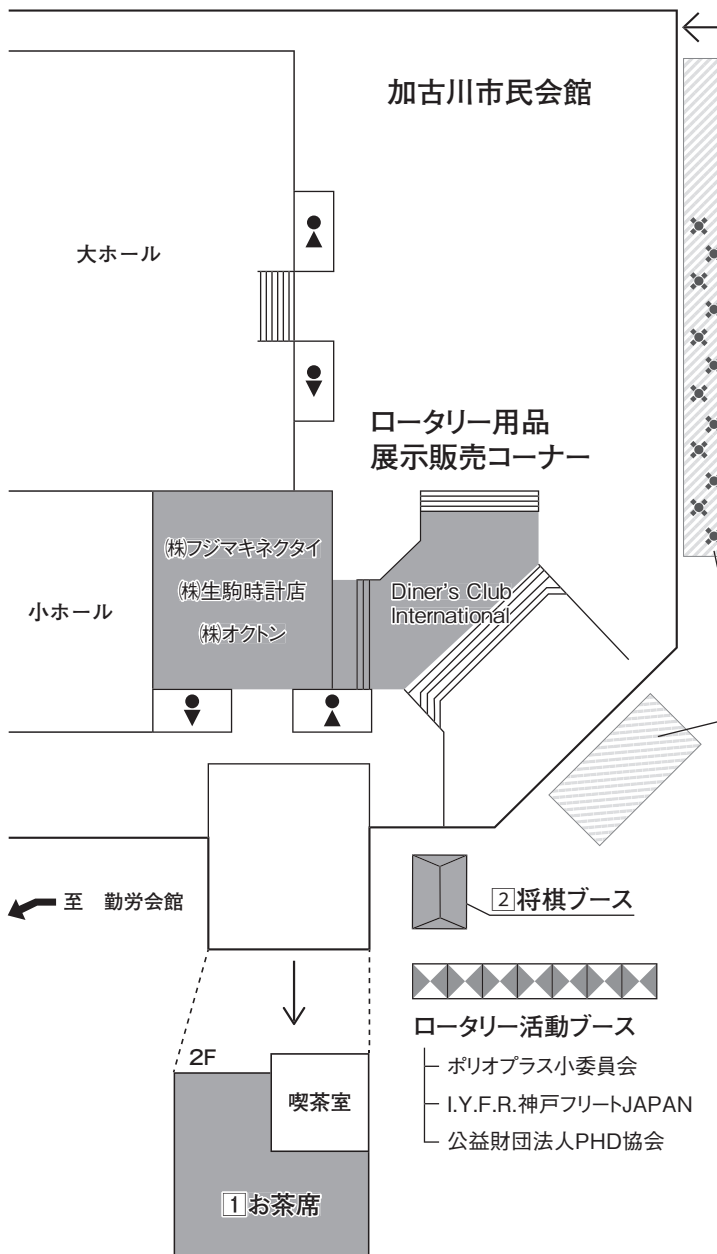 加古川市民会館
大ホール
ロータリー用品
展示販売コーナー
㈱フジマキネクタイ
㈱生駒時計店
㈱オクトン
Diner's Club
International
小ホール
至 勤労会館
2将棋ブース
ロータリー活動ブース
ポリオプラス小委員会
I.Y.F.R.神戸フリートJAPAN
公益財団法人PHD協会
2F
喫茶室
1お茶席